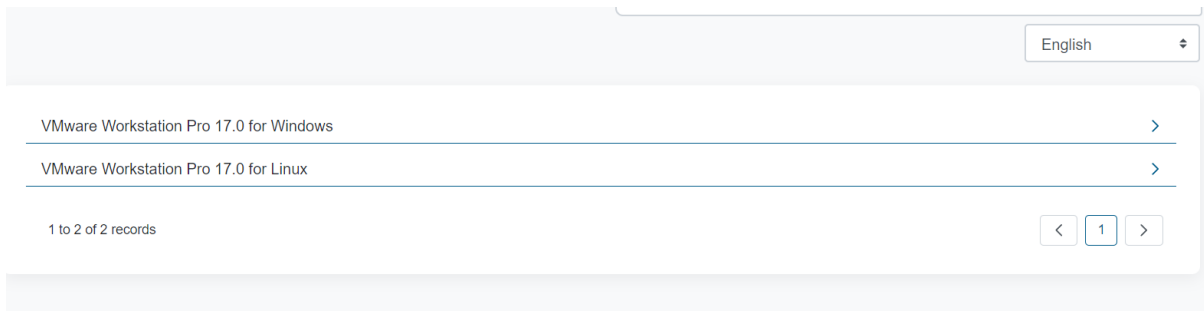 English
VMware Workstation Pro 17.0 for Windows
VMware Workstation Pro 17.0 for Linux
1 to 2 of 2 records
1